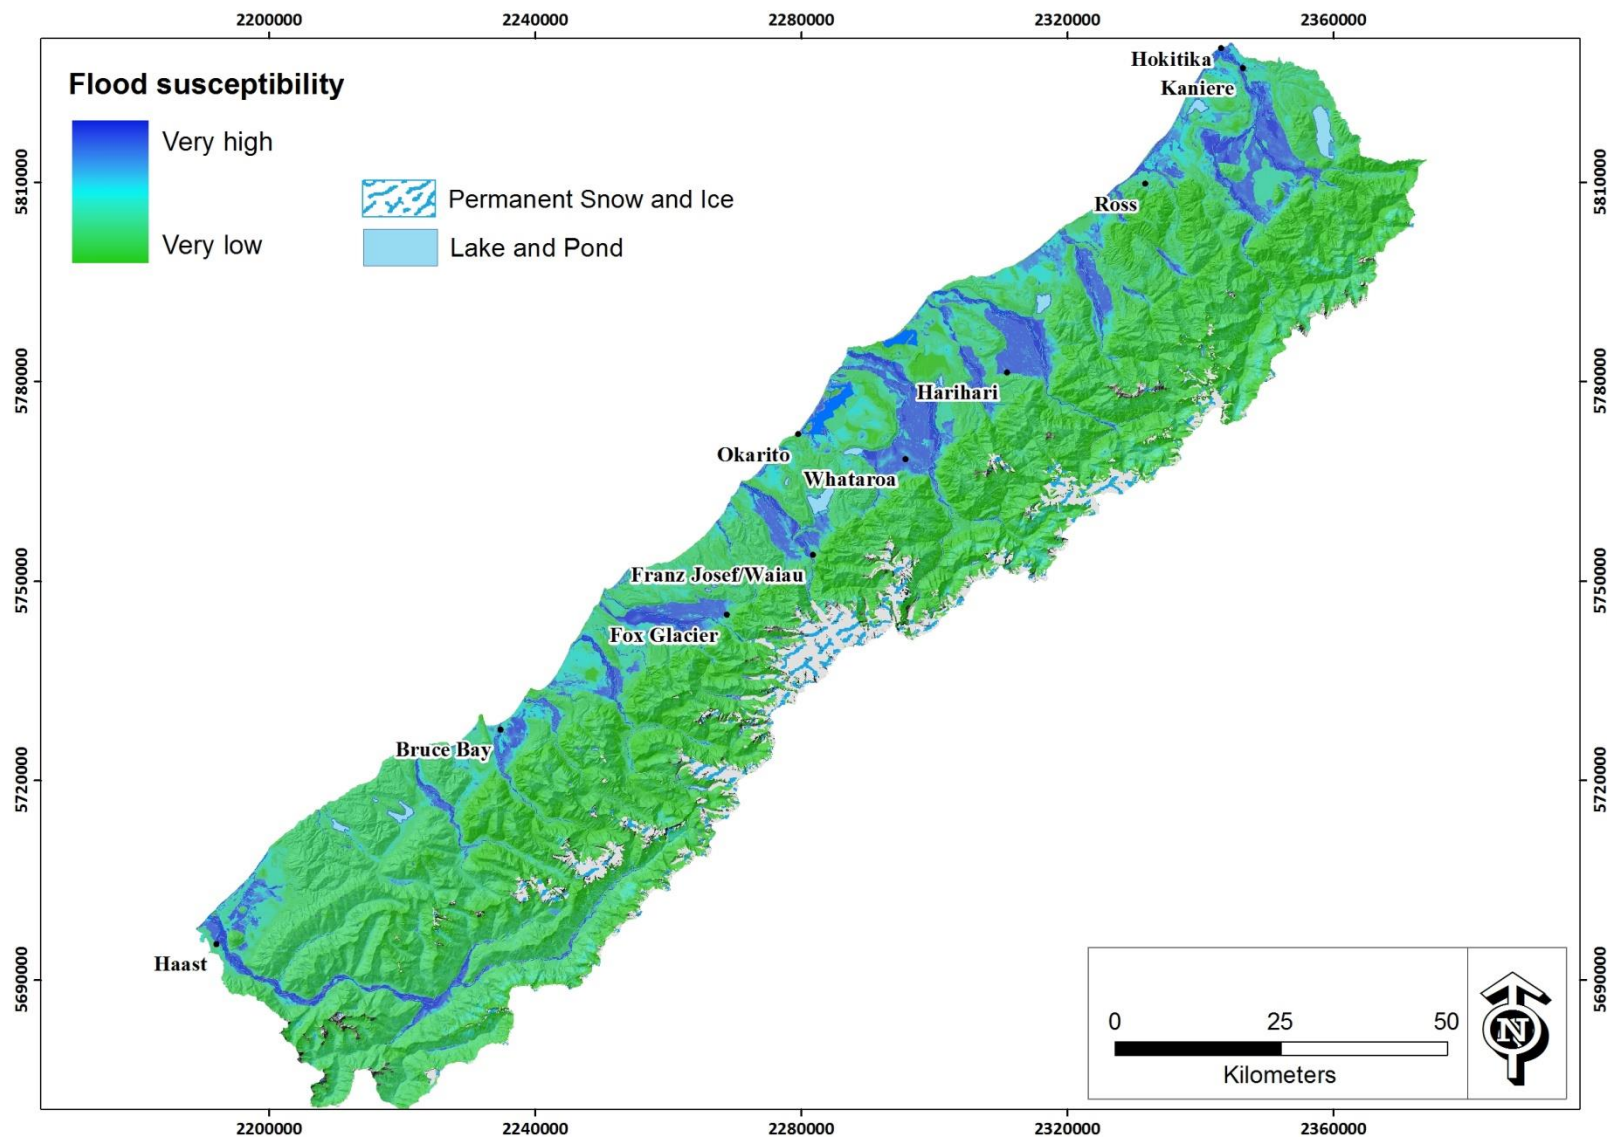 2200000 2240000 2280000 2320000 2360000
Flood susceptibility
Very high
Very low
Permanent Snow and Ice
Lake and Pond
Hokitika
Kaniere
Ross
Harihari
Okarito
Whataroa
Franz Josef/Waiau
Fox Glacier
Bruce Bay
Haast
5810000
5780000
5750000
5720000
5690000
5810000
5780000
5750000
5720000
5690000
0 25 50
Kilometers
N
2200000 2240000 2280000 2320000 2360000